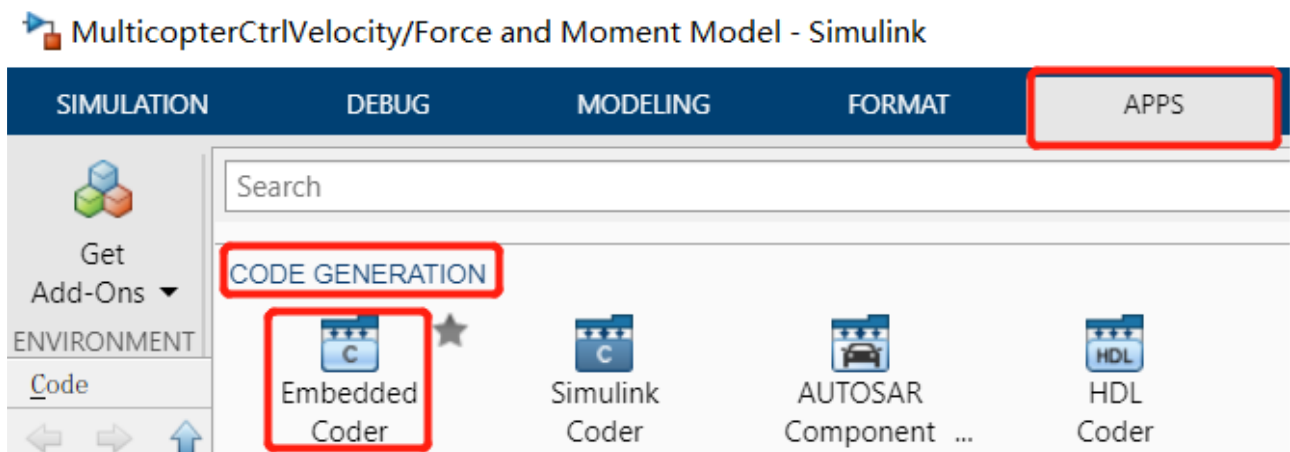 MulticopterCtrlVelocity/Force and Moment Model - Simulink
SIMULATION DEBUG MODELING FORMAT APPS
Search
Get
Add-Ons
ENVIRONMENT
Code
CODE GENERATION
C C HDL
Embedded
Coder
Simulink
Coder
AUTOSAR
Component ...
HDL
Coder